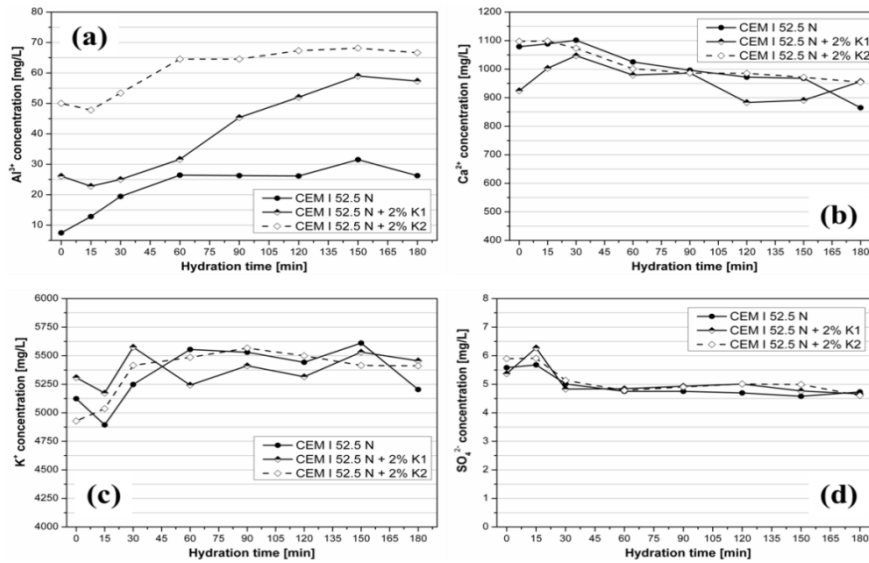 (a)
Al³⁺ concentration [mg/L]
80
70
60
50
40
30
20
10
CEM I 52.5 N
CEM I 52.5 N + 2% K1
CEM I 52.5 N + 2% K2
0 15 30 45 60 75 90 105 120 135 150 165 180
Hydration time [min]
(b)
Ca²⁺ concentration [mg/L]
1200
1100
1000
900
800
700
600
500
400
CEM I 52.5 N
CEM I 52.5 N + 2% K1
CEM I 52.5 N + 2% K2
0 15 30 45 60 75 90 105 120 135 150 165 180
Hydration time [min]
(c)
K⁺ concentration [mg/L]
6000
5750
5500
5250
5000
4750
4500
4250
4000
CEM I 52.5 N
CEM I 52.5 N + 2% K1
CEM I 52.5 N + 2% K2
0 15 30 45 60 75 90 105 120 135 150 165 180
Hydration time [min]
(d)
SO₄²⁻ concentration [mg/L]
8
7
6
5
4
3
2
1
0
CEM I 52.5 N
CEM I 52.5 N + 2% K1
CEM I 52.5 N + 2% K2
0 15 30 45 60 75 90 105 120 135 150 165 180
Hydration time [min]